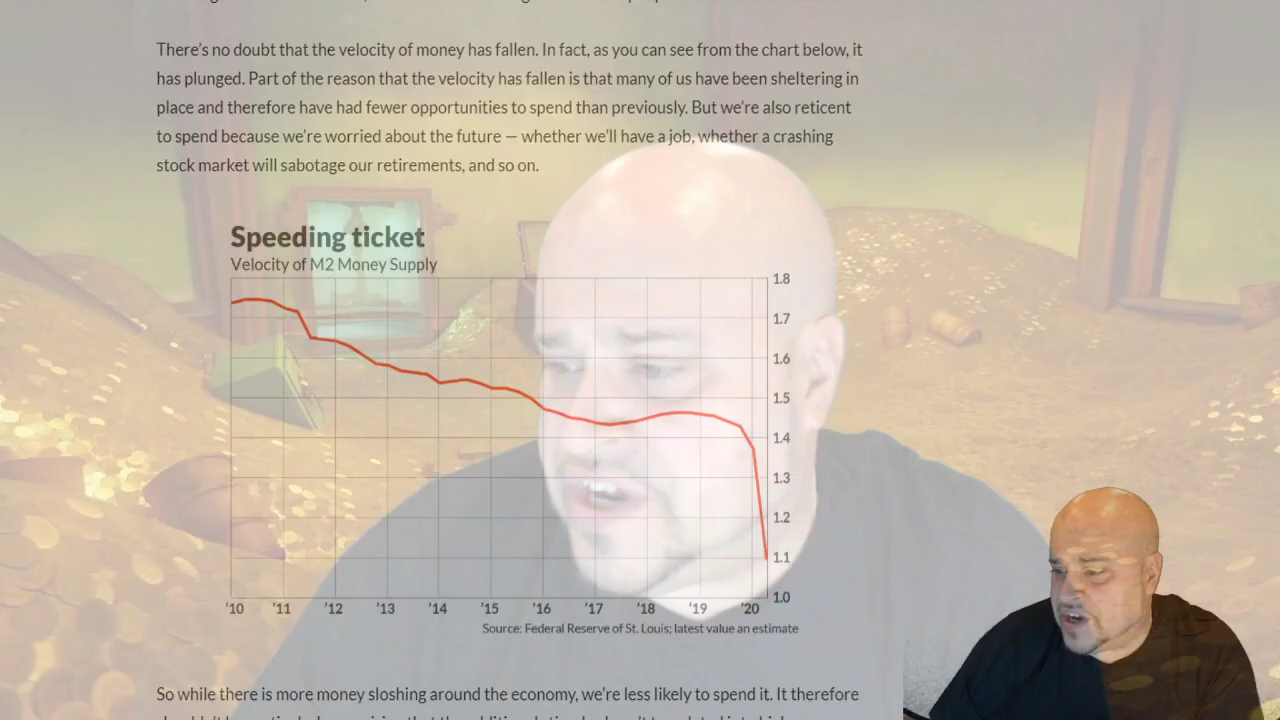 There's no doubt that the velocity of money has fallen. In fact, as you can see from the chart below, it
has plunged. Part of the reason that the velocity has fallen is that many of us have been sheltering in
place and therefore have had fewer opportunities to spend than previously. But we're also reticent
to spend because we're worried about the future — whether we'll have a job, whether a crashing
stock market will sabotage our retirements, and so on.
Speeding ticket
Velocity of M2 Money Supply
1.8
1.7
1.6
1.5
1.4
1.3
1.2
1.1
1.0
'10 '11 '12 '13 '14 '15 '16 '17 '18 '19 '20
Source: Federal Reserve of St. Louis; latest value an estimate
So while there is more money sloshing around the economy, we're less likely to spend it. It therefore